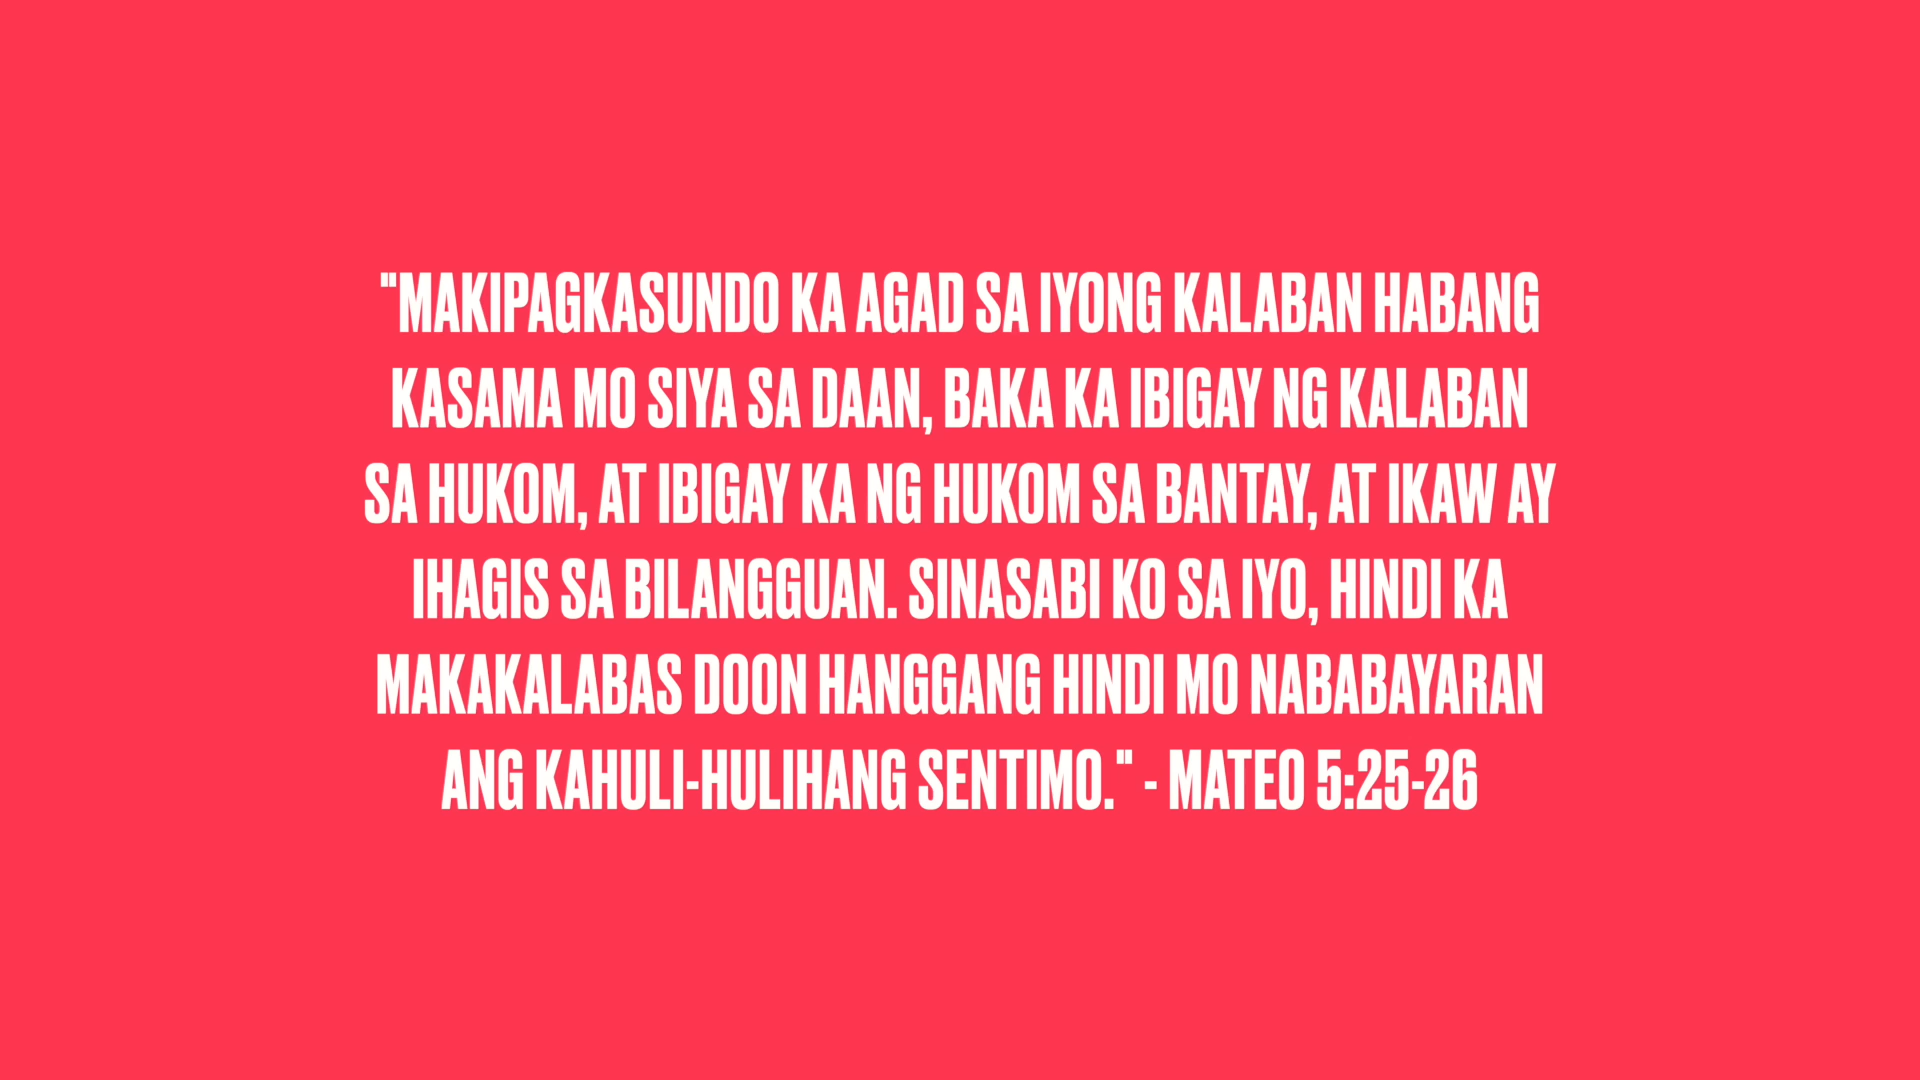 "MAKIPAGKASUNDO KA AGAD SA IYONG KALABAN HABANG
KASAMA MO SIYA SA DAAN, BAKA KA IBIGAY NG KALABAN
SA HUKOM, AT IBIGAY KA NG HUKOM SA BANTAY, AT IKAW AY
IHAGIS SA BILANGGUAN. SINASABI KO SA IYO, HINDI KA
MAKAKALABAS DOON HANGGANG HINDI MO NABABAYARAN
ANG KAHULI-HULIHANG SENTIMO." - MATEO 5:25-26